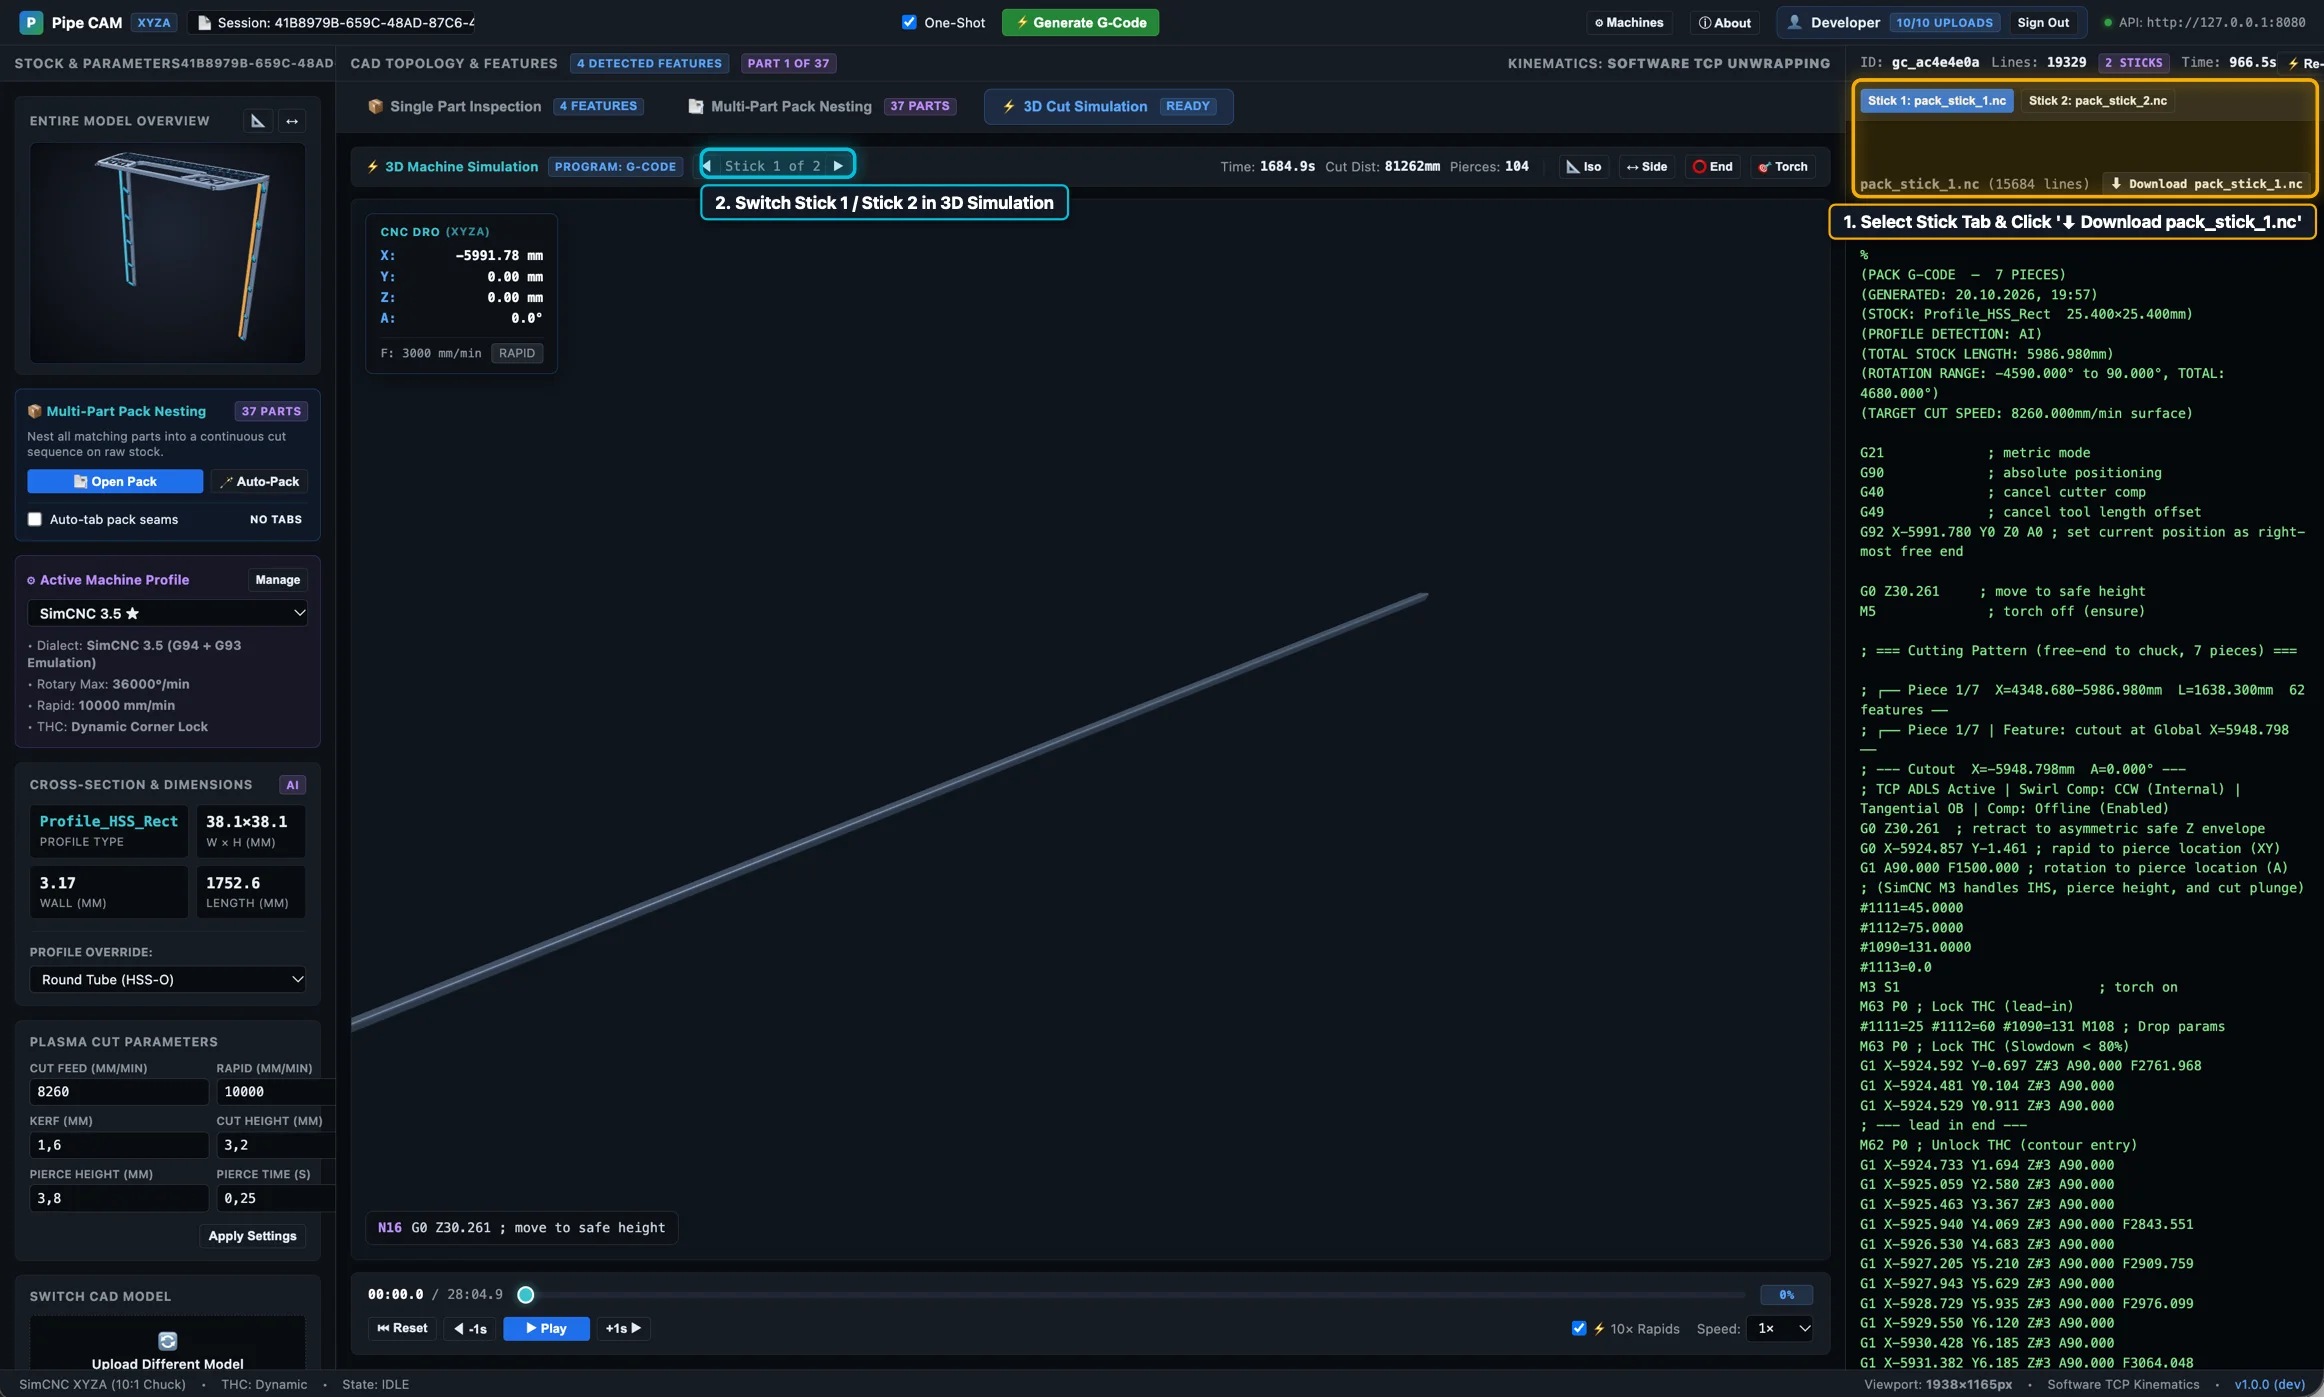 P Pipe CAM XYZA Session: 41B8979B-659C-48AD-87C6-4
One-Shot ⚡ Generate G-Code
Machines About Developer 10/10 UPLOADS Sign Out API: http://127.0.0.1:8080
STOCK & PARAMETERS41B8979B-659C-48AD-
CAD TOPOLOGY & FEATURES 4 DETECTED FEATURES PART 1 OF 37
KINEMATICS: SOFTWARE TCP UNWRAPPING
ID: gc_ac4e4e0a Lines: 19329 2 STICKS Time: 966.5s ⚡ Re-
ENTIRE MODEL OVERVIEW
Multi-Part Pack Nesting 37 PARTS
Nest all matching parts into a continuous cut
sequence on raw stock.
Open Pack Auto-Pack
Auto-tab pack seams NO TABS
Active Machine Profile Manage
SimCNC 3.5 ★
• Dialect: SimCNC 3.5 (G94 + G93
Emulation)
• Rotary Max: 36000°/min
• Rapid: 10000 mm/min
• THC: Dynamic Corner Lock
CROSS-SECTION & DIMENSIONS AI
Profile_HSS_Rect 38.1×38.1
PROFILE TYPE W × H (MM)
3.17 1752.6
WALL (MM) LENGTH (MM)
PROFILE OVERRIDE:
Round Tube (HSS-O)
PLASMA CUT PARAMETERS
CUT FEED (MM/MIN) RAPID (MM/MIN)
8260 10000
KERF (MM) CUT HEIGHT (MM)
1,6 3,2
PIERCE HEIGHT (MM) PIERCE TIME (S)
3,8 0,25
Apply Settings
SWITCH CAD MODEL
Upload Different Model
Single Part Inspection 4 FEATURES Multi-Part Pack Nesting 37 PARTS ⚡ 3D Cut Simulation READY
⚡ 3D Machine Simulation PROGRAM: G-CODE ◀ Stick 1 of 2 ▶
Time: 1684.9s Cut Dist: 81262mm Pierces: 104 Iso ↔ Side End Torch
2. Switch Stick 1 / Stick 2 in 3D Simulation
CNC DRO (XYZA)
X: -5991.78 mm
Y: 0.00 mm
Z: 0.00 mm
A: 0.0°
F: 3000 mm/min RAPID
N16 G0 Z30.261 ; move to safe height
00:00.0 / 28:04.9 0%
⏮ Reset ◀ -1s ▶ Play +1s ▶
⚡ 10× Rapids Speed: 1×
Stick 1: pack_stick_1.nc Stick 2: pack_stick_2.nc
pack_stick_1.nc (15684 lines) ⬇ Download pack_stick_1.nc
1. Select Stick Tab & Click '⬇ Download pack_stick_1.nc'
%
(PACK G-CODE — 7 PIECES)
(GENERATED: 20.10.2026, 19:57)
(STOCK: Profile_HSS_Rect 25.400×25.400mm)
(PROFILE DETECTION: AI)
(TOTAL STOCK LENGTH: 5986.980mm)
(ROTATION RANGE: -4590.000° to 90.000°, TOTAL:
4680.000°)
(TARGET CUT SPEED: 8260.000mm/min surface)
G21 ; metric mode
G90 ; absolute positioning
G40 ; cancel cutter comp
G49 ; cancel tool length offset
G92 X-5991.780 Y0 Z0 A0 ; set current position as right-
most free end
G0 Z30.261 ; move to safe height
M5 ; torch off (ensure)
; === Cutting Pattern (free-end to chuck, 7 pieces) ===
; ┌── Piece 1/7 X=4348.680–5986.980mm L=1638.300mm 62
features ──
; ┌── Piece 1/7 | Feature: cutout at Global X=5948.798
──
; --- Cutout X=-5948.798mm A=0.000° ---
; TCP ADLS Active | Swirl Comp: CCW (Internal) |
Tangential OB | Comp: Offline (Enabled)
G0 Z30.261 ; retract to asymmetric safe Z envelope
G0 X-5924.857 Y-1.461 ; rapid to pierce location (XY)
G1 A90.000 F1500.000 ; rotation to pierce location (A)
; (SimCNC M3 handles IHS, pierce height, and cut plunge)
#1111=45.0000
#1112=75.0000
#1090=131.0000
#1113=0.0
M3 S1 ; torch on
M63 P0 ; Lock THC (lead-in)
#1111=25 #1112=60 #1090=131 M108 ; Drop params
M63 P0 ; Lock THC (Slowdown < 80%)
G1 X-5924.592 Y-0.697 Z#3 A90.000 F2761.968
G1 X-5924.481 Y0.104 Z#3 A90.000
G1 X-5924.529 Y0.911 Z#3 A90.000
; --- lead in end ---
M62 P0 ; Unlock THC (contour entry)
G1 X-5924.733 Y1.694 Z#3 A90.000
G1 X-5925.059 Y2.580 Z#3 A90.000
G1 X-5925.463 Y3.367 Z#3 A90.000
G1 X-5925.940 Y4.069 Z#3 A90.000 F2843.551
G1 X-5926.530 Y4.683 Z#3 A90.000
G1 X-5927.205 Y5.210 Z#3 A90.000 F2909.759
G1 X-5927.943 Y5.629 Z#3 A90.000
G1 X-5928.729 Y5.935 Z#3 A90.000 F2976.099
G1 X-5929.550 Y6.120 Z#3 A90.000
G1 X-5930.428 Y6.185 Z#3 A90.000
G1 X-5931.382 Y6.185 Z#3 A90.000 F3064.048
SimCNC XYZA (10:1 Chuck) • THC: Dynamic • State: IDLE
Viewport: 1938×1165px • Software TCP Kinematics • v1.0.0 (dev)